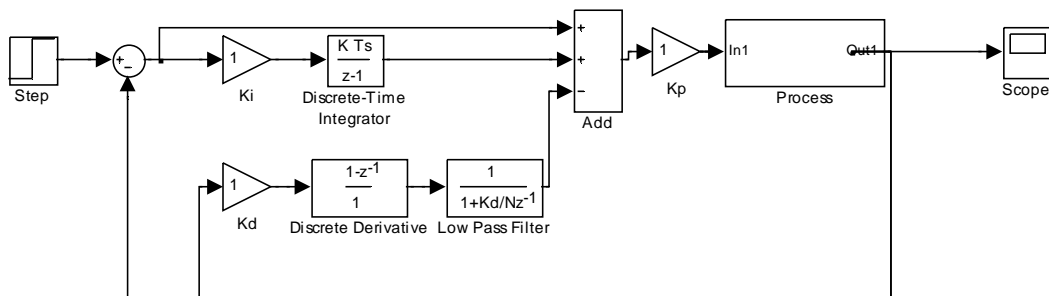 Step
+
−
1
Ki
K Ts
z-1
Discrete-Time
Integrator
+
+
−
Add
1
Kp
In1
Out1
Process
Scope
1
Kd
1-z-1
1
Discrete Derivative
1
1+Kd/Nz-1
Low Pass Filter